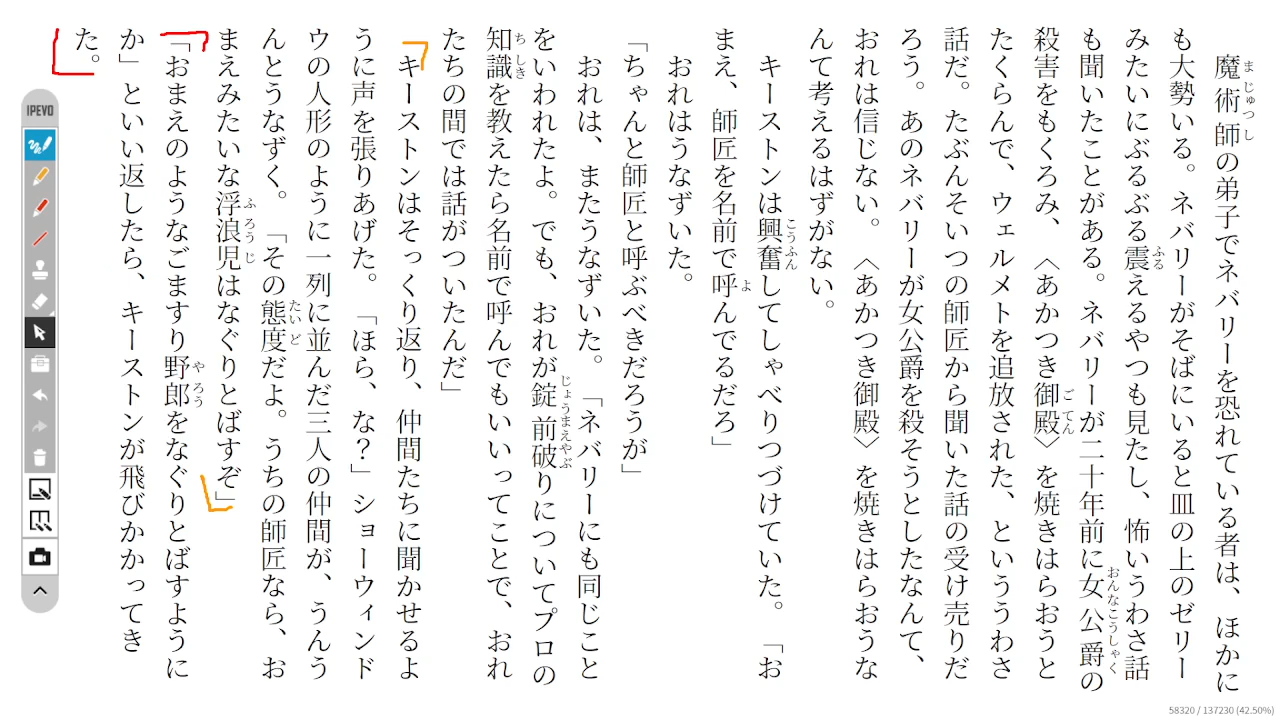 魔術師の弟子でネバリーを恐れている者は、ほかに
も大勢いる。ネバリーがそばにいると皿の上のゼリー
みたいにぶるぶる震えるやつも見たし、怖いうわさ話
も聞いたことがある。ネバリーが二十年前に女公爵の
殺害をもくろみ、〈あかつき御殿〉を焼きはらおうと
たくらんで、ウェルメトを追放された、といううわさ
話だ。たぶんそいつの師匠から聞いた話の受け売りだ
ろう。あのネバリーが女公爵を殺そうとしたなんて、
おれは信じない。〈あかつき御殿〉を焼きはらおうな
んて考えるはずがない。
キーストンは興奮してしゃべりつづけていた。「お
まえ、師匠を名前で呼んでるだろ」
おれはうなずいた。
「ちゃんと師匠と呼ぶべきだろうが」
おれは、またうなずいた。「ネバリーにも同じこと
をいわれたよ。でも、おれが錠前破りについてプロの
知識を教えたら名前で呼んでもいいってことで、おれ
たちの間では話がついたんだ」
キーストンはそっくり返り、仲間たちに聞かせるよ
うに声を張りあげた。「ほら、な？」ショーウィンド
ウの人形のように一列に並んだ三人の仲間が、うんう
んとうなずく。「その態度だよ。うちの師匠なら、お
まえみたいな浮浪児はなぐりとばすぞ」
「おまえのようなごますり野郎をなぐりとばすように
か」といい返したら、キーストンが飛びかかってき
た。
IPEVO
58320 / 137230 (42.50%)